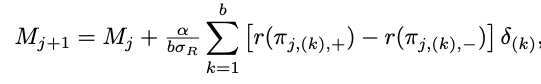 $M_{j+1} = M_j + \frac{\alpha}{b\sigma_R} \sum_{k=1}^{b} \left[ r(\pi_{j,(k),+}) - r(\pi_{j,(k),-}) \right] \delta_{(k)},$